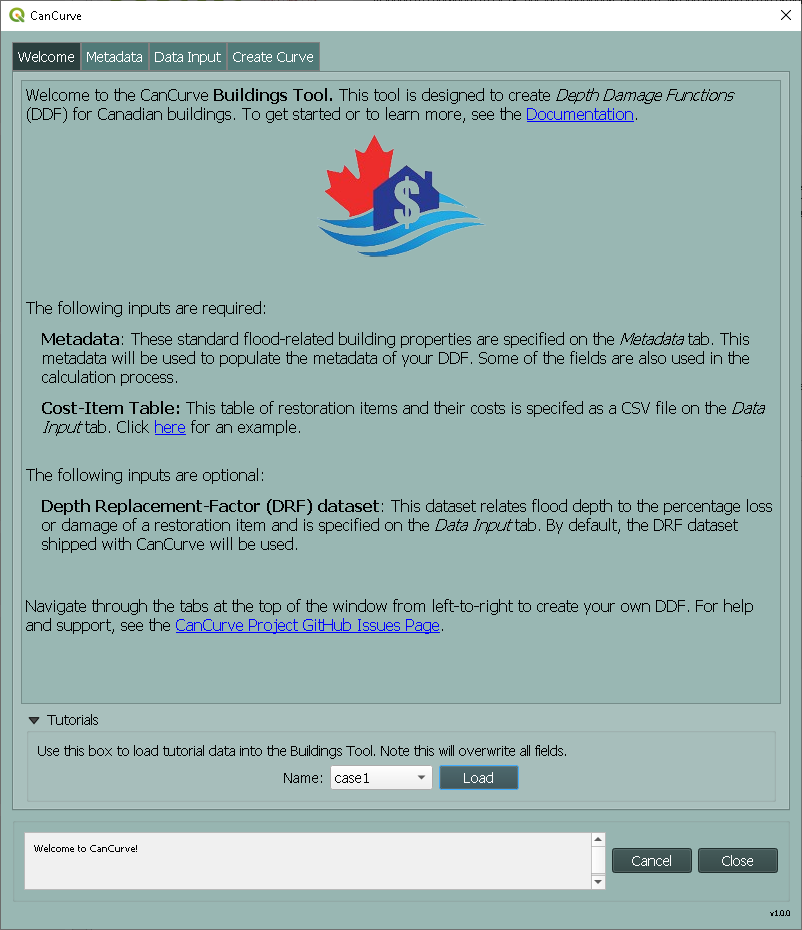 CanCurve
Welcome Metadata Data Input Create Curve
Welcome to the CanCurve Buildings Tool. This tool is designed to create Depth Damage Functions
(DDF) for Canadian buildings. To get started or to learn more, see the Documentation.
$
The following inputs are required:
Metadata: These standard flood-related building properties are specified on the Metadata tab. This
metadata will be used to populate the metadata of your DDF. Some of the fields are also used in the
calculation process.
Cost-Item Table: This table of restoration items and their costs is specifed as a CSV file on the Data
Input tab. Click here for an example.
The following inputs are optional:
Depth Replacement-Factor (DRF) dataset: This dataset relates flood depth to the percentage loss
or damage of a restoration item and is specified on the Data Input tab. By default, the DRF dataset
shipped with CanCurve will be used.
Navigate through the tabs at the top of the window from left-to-right to create your own DDF. For help
and support, see the CanCurve Project GitHub Issues Page.
Tutorials
Use this box to load tutorial data into the Buildings Tool. Note this will overwrite all fields.
Name: case1 Load
Welcome to CanCurve!
Cancel Close
v1.0.0